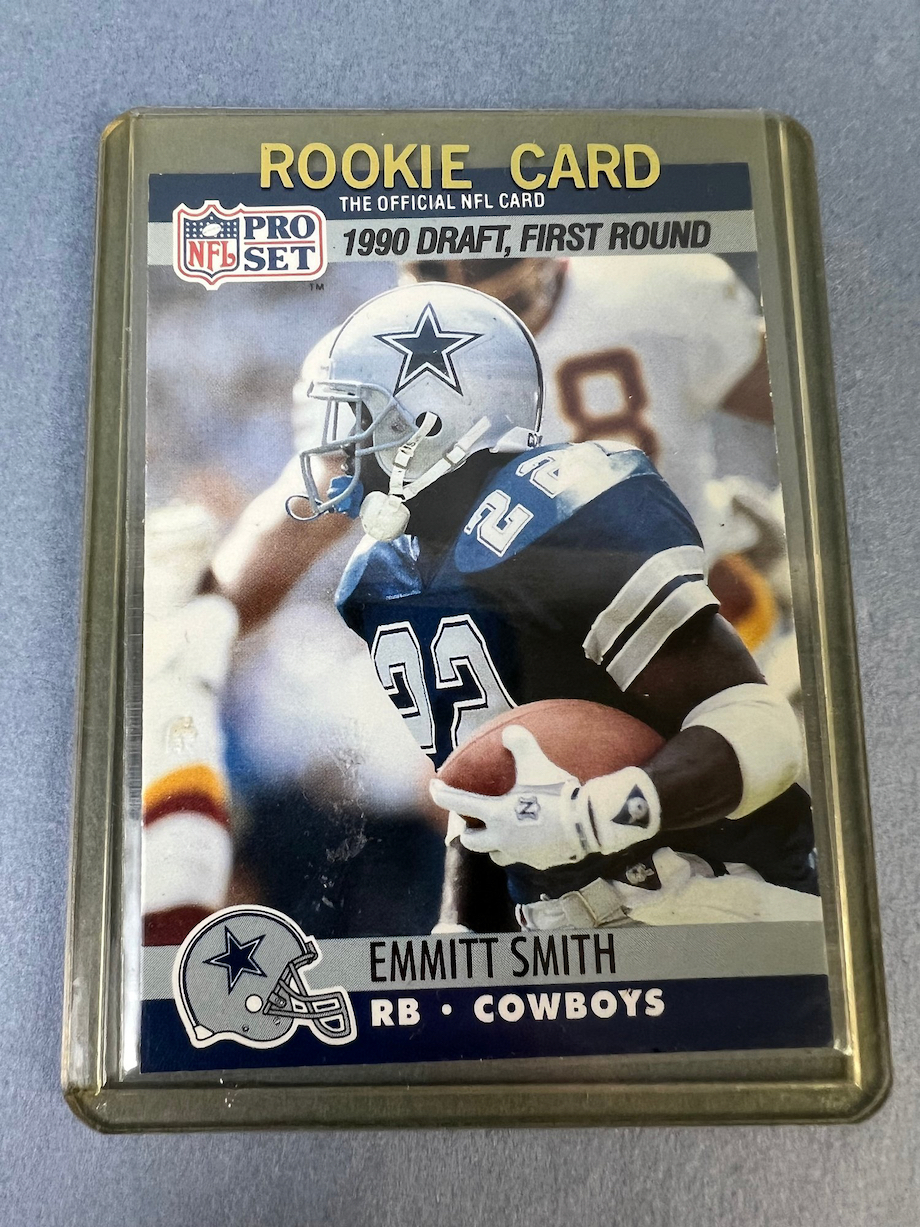 ROOKIE CARD
THE OFFICIAL NFL CARD
NFL PRO SET
TM
1990 DRAFT, FIRST ROUND
8
22
22
N
EMMITT SMITH
RB • COWBOYS